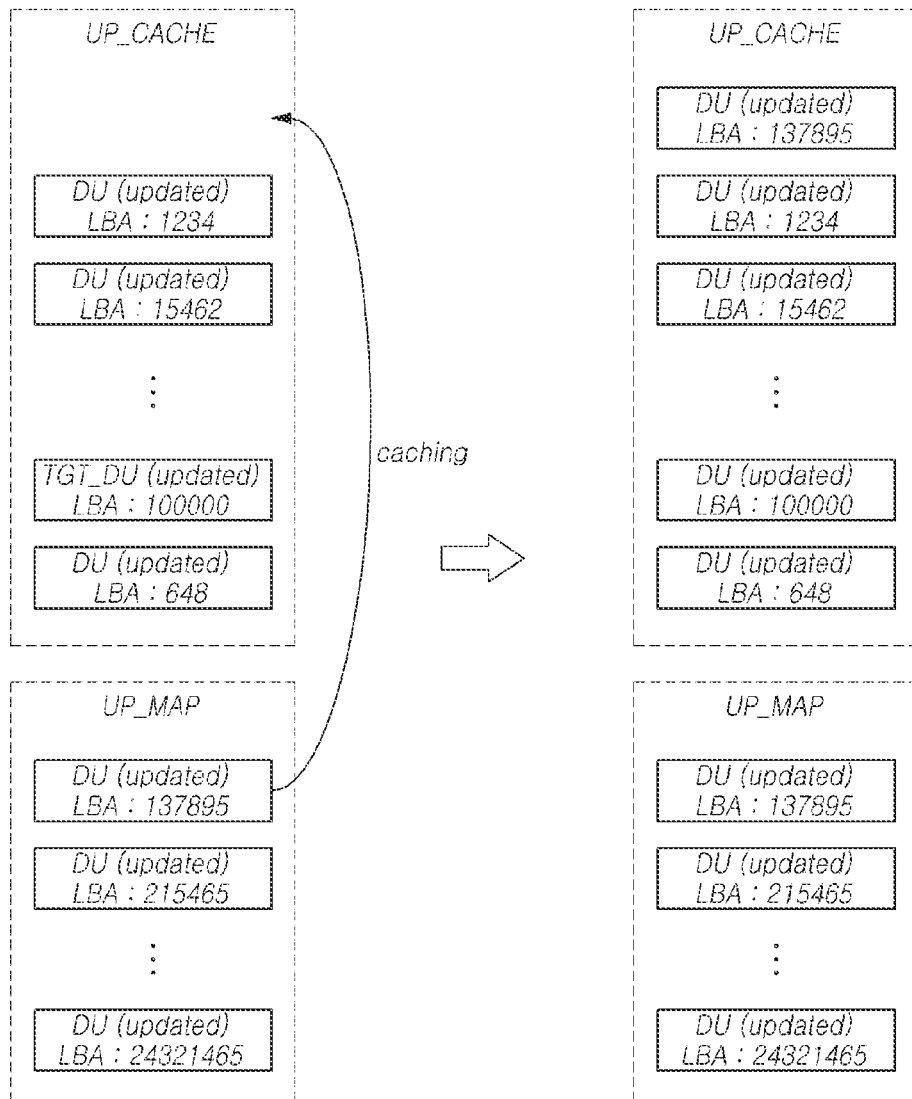 UP_CACHE
DU (updated)
LBA : 1234
DU (updated)
LBA : 15462
TGT_DU (updated)
LBA : 100000
DU (updated)
LBA : 648
UP_MAP
DU (updated)
LBA : 137895
DU (updated)
LBA : 215465
DU (updated)
LBA : 24321465
caching
UP_CACHE
DU (updated)
LBA : 137895
DU (updated)
LBA : 1234
DU (updated)
LBA : 15462
DU (updated)
LBA : 100000
DU (updated)
LBA : 648
UP_MAP
DU (updated)
LBA : 137895
DU (updated)
LBA : 215465
DU (updated)
LBA : 24321465